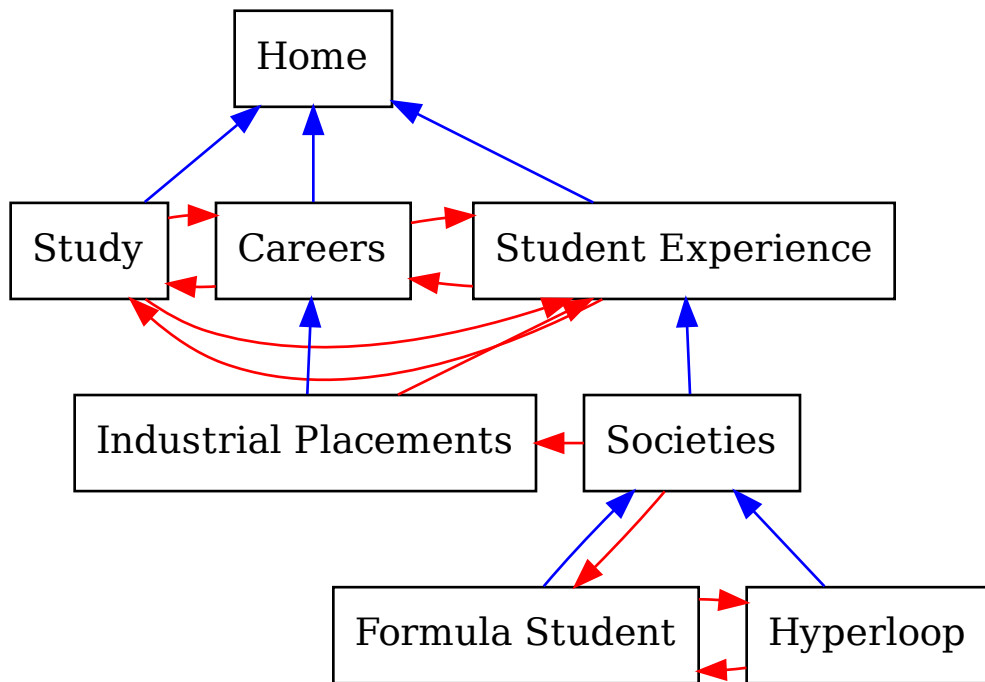 Home
Study
Careers
Student Experience
Industrial Placements
Societies
Formula Student
Hyperloop